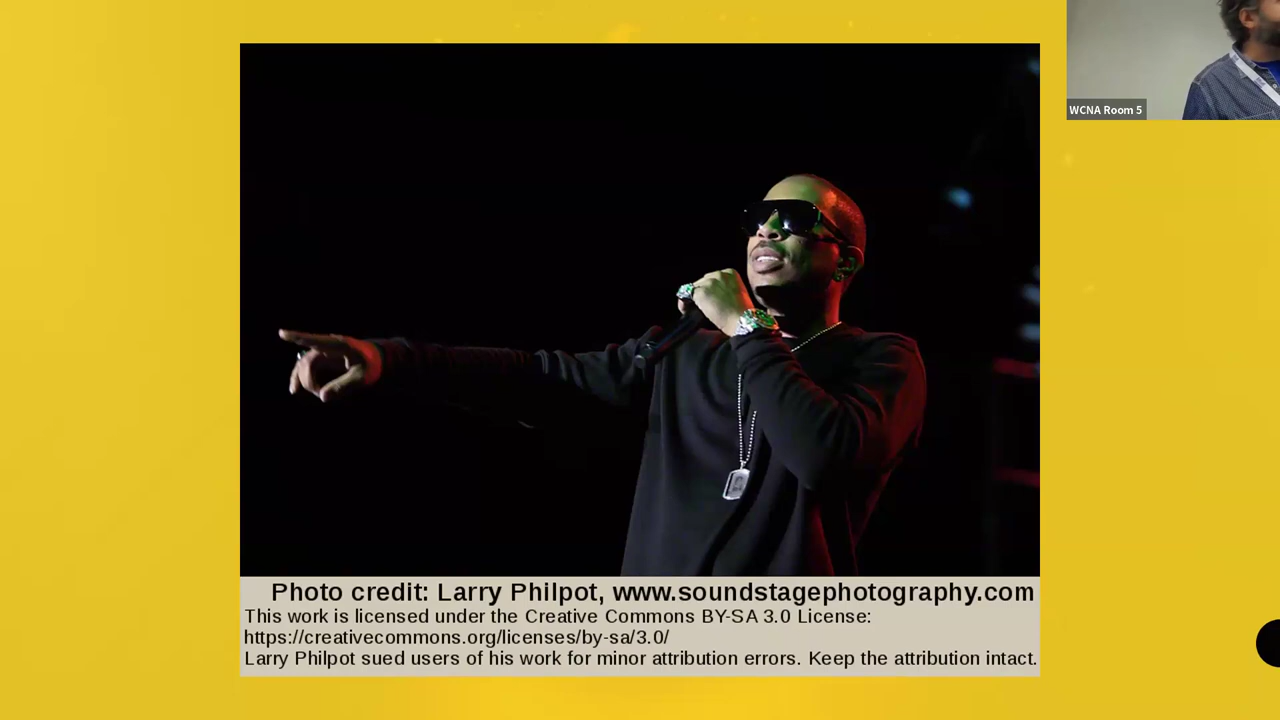 WCNA Room 5
Photo credit: Larry Philpot, www.soundstagephotography.com
This work is licensed under the Creative Commons BY-SA 3.0 License:
https://creativecommons.org/licenses/by-sa/3.0/
Larry Philpot sued users of his work for minor attribution errors. Keep the attribution intact.